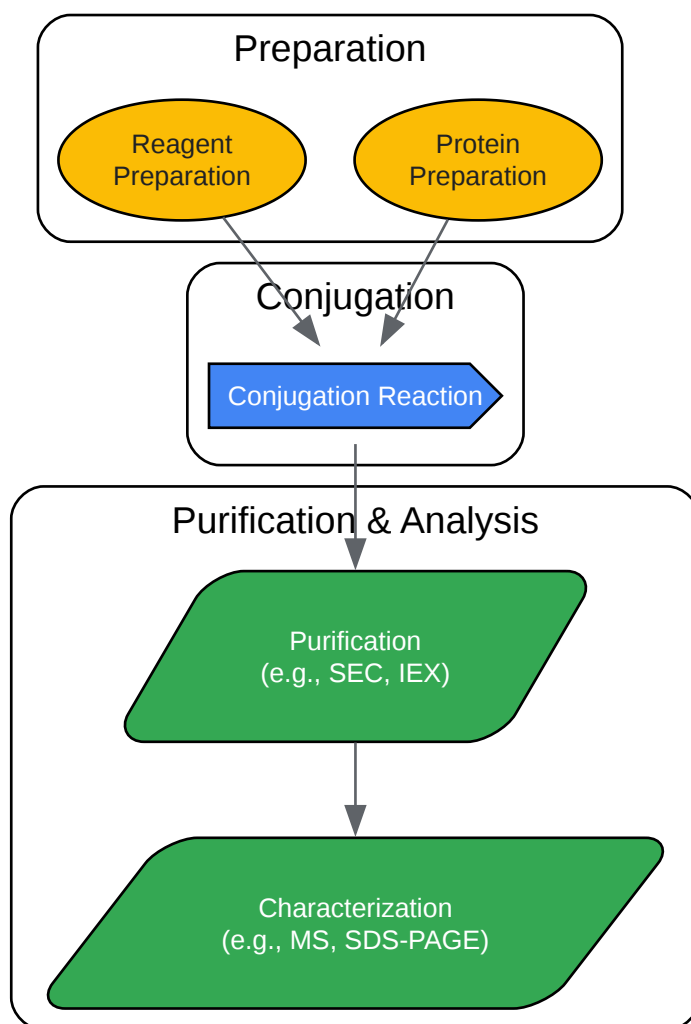 Preparation
Reagent
Preparation
Protein
Preparation
Conjugation
Conjugation Reaction
Purification & Analysis
Purification
(e.g., SEC, IEX)
Characterization
(e.g., MS, SDS-PAGE)